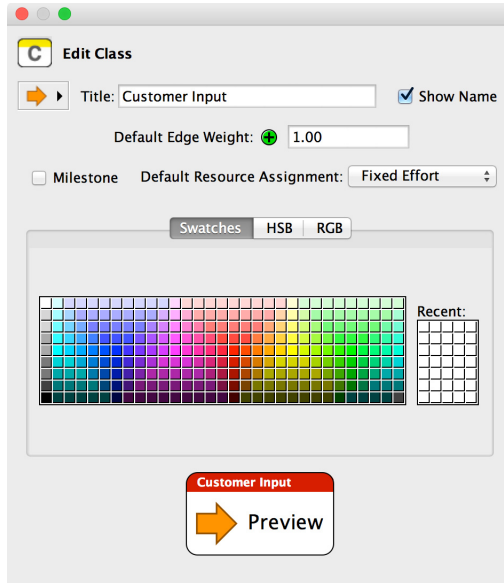 C Edit Class
Title: Customer Input Show Name
Default Edge Weight: 1.00
Milestone Default Resource Assignment: Fixed Effort
Swatches HSB RGB
Recent:
Customer Input
Preview